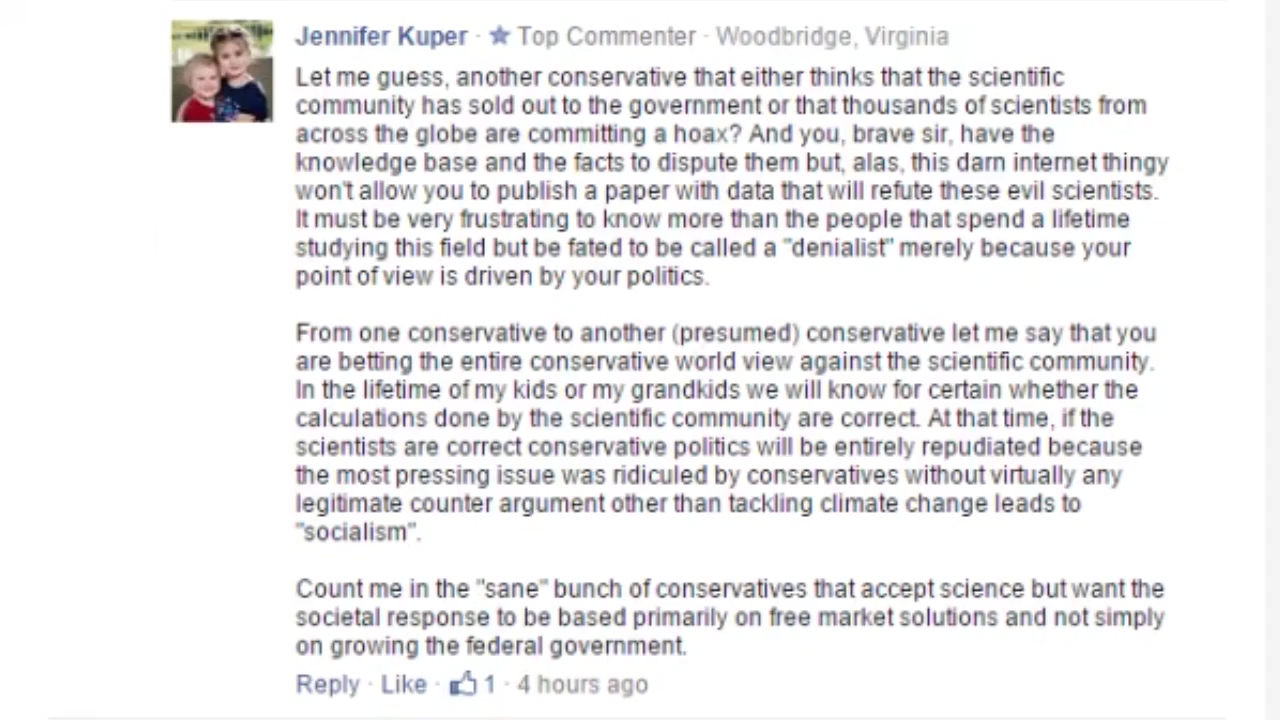 Jennifer Kuper · ★ Top Commenter · Woodbridge, Virginia
Let me guess, another conservative that either thinks that the scientific
community has sold out to the government or that thousands of scientists from
across the globe are committing a hoax? And you, brave sir, have the
knowledge base and the facts to dispute them but, alas, this darn internet thingy
won't allow you to publish a paper with data that will refute these evil scientists.
It must be very frustrating to know more than the people that spend a lifetime
studying this field but be fated to be called a "denialist" merely because your
point of view is driven by your politics.
From one conservative to another (presumed) conservative let me say that you
are betting the entire conservative world view against the scientific community.
In the lifetime of my kids or my grandkids we will know for certain whether the
calculations done by the scientific community are correct. At that time, if the
scientists are correct conservative politics will be entirely repudiated because
the most pressing issue was ridiculed by conservatives without virtually any
legitimate counter argument other than tackling climate change leads to
"socialism".
Count me in the "sane" bunch of conservatives that accept science but want the
societal response to be based primarily on free market solutions and not simply
on growing the federal government.
Reply · Like · 1 · 4 hours ago